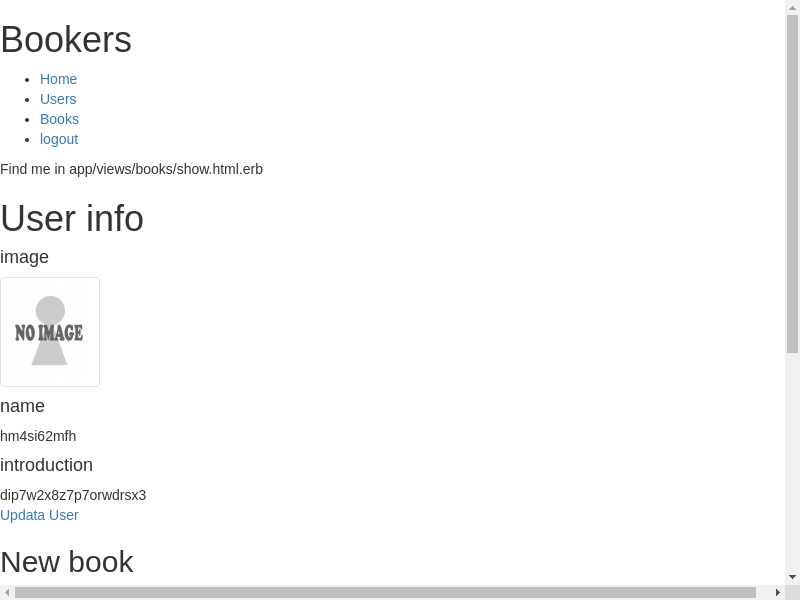 Bookers
Home
Users
Books
logout
Find me in app/views/books/show.html.erb
User info
image
NO IMAGE
name
hm4si62mfh
introduction
dip7w2x8z7p7orwdrsx3
Updata User
New book